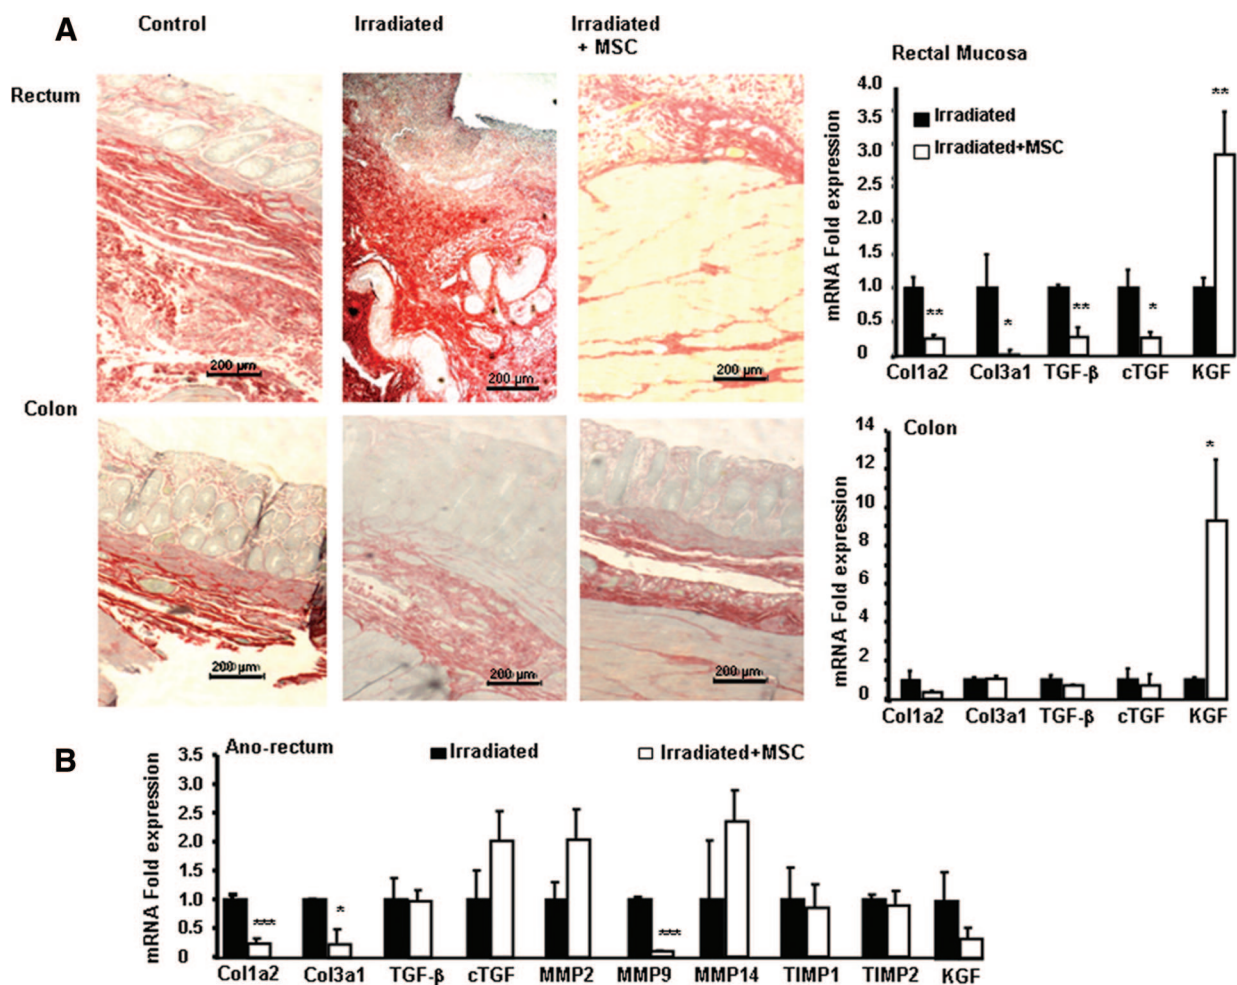 A
Control
Irradiated
Irradiated
+ MSC
Rectum
200 µm
200 µm
200 µm
Colon
200 µm
200 µm
200 µm
Rectal Mucosa
mRNA Fold expression
4.0
3.5
3.0
2.5
2.0
1.0
0.5
0
Irradiated
Irradiated+MSC
**
*
**
*
**
Col1a2 Col3a1 TGF-β cTGF KGF
Colon
mRNA Fold expression
14
12
10
8
6
4
2
0
*
Col1a2 Col3a1 TGF-β cTGF KGF
B
Ano-rectum
Irradiated
Irradiated+MSC
mRNA Fold expression
3.5
3.0
2.5
2.0
1.5
1.0
0.5
0
***
*
***
Col1a2 Col3a1 TGF-β cTGF MMP2 MMP9 MMP14 TIMP1 TIMP2 KGF